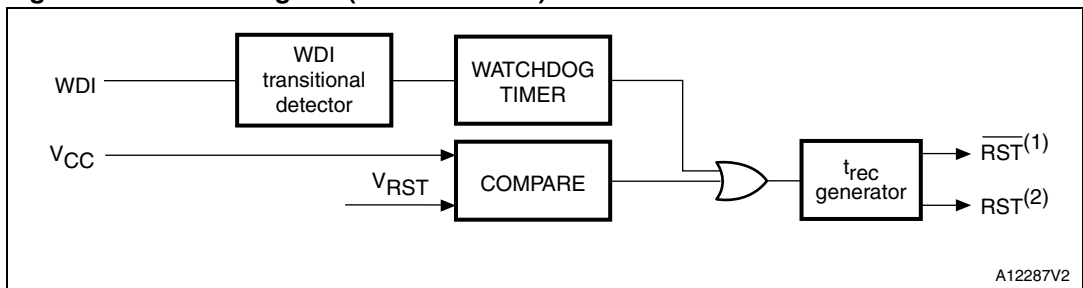 WDI
WDI
transitional
detector
WATCHDOG
TIMER
VCC
VRST
COMPARE
trec
generator
RST(1)
RST(2)
A12287V2